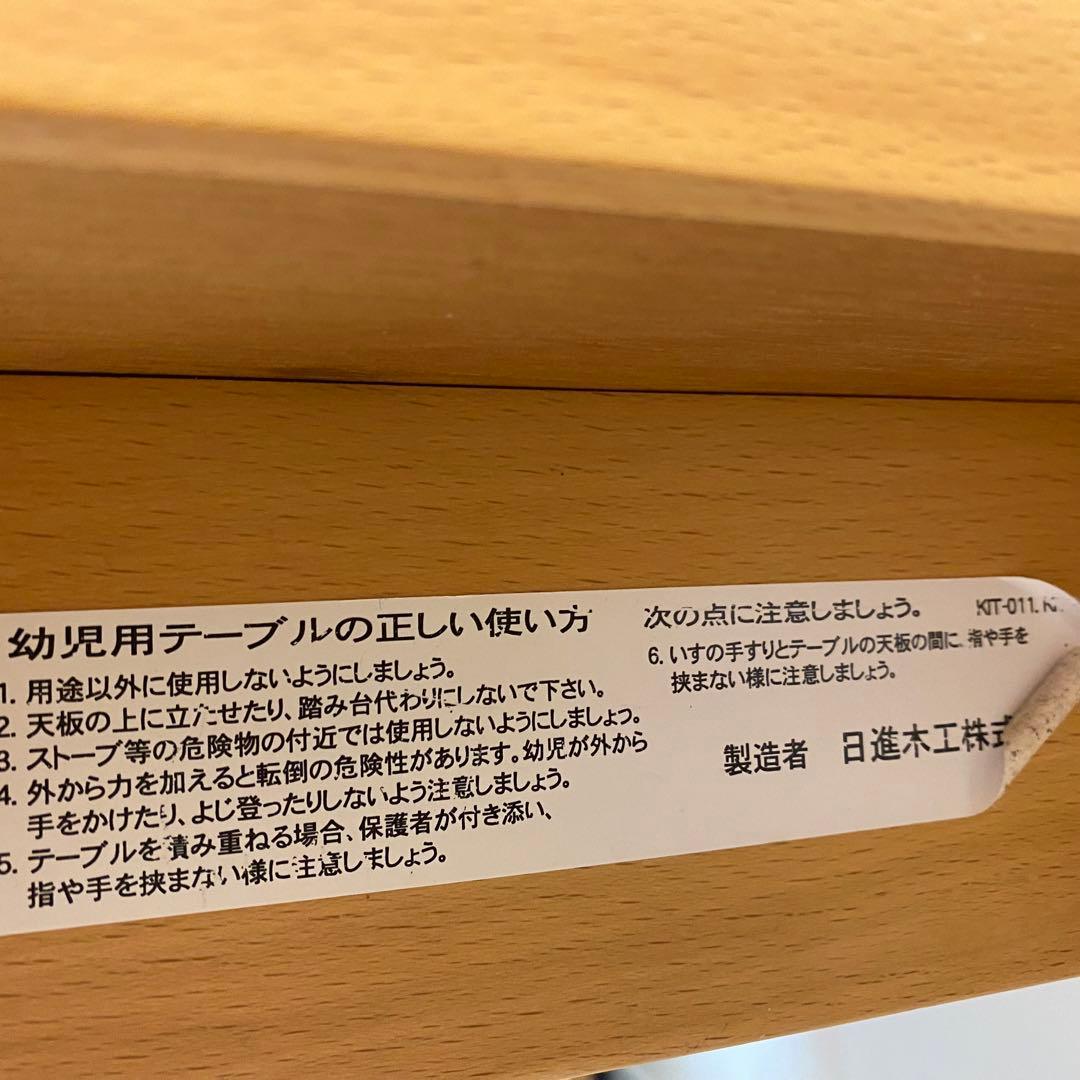 幼児用テーブルの正しい使い方
1. 用途以外に使用しないようにしましょう。
2. 天板の上に立たせたり、踏み台代わりにしないで下さい。
3. ストーブ等の危険物の付近では使用しないようにしましょう。
4. 外から力を加えると転倒の危険性があります。幼児が外から
手をかけたり、よじ登ったりしないよう注意しましょう。
5. テーブルを積み重ねる場合、保護者が付き添い、
指や手を挟まない様に注意しましょう。
次の点に注意しましょう。
KIT-011.
6. いすの手すりとテーブルの天板の間に、指や手を
挟まない様に注意しましょう。
製造者 日進木工株式